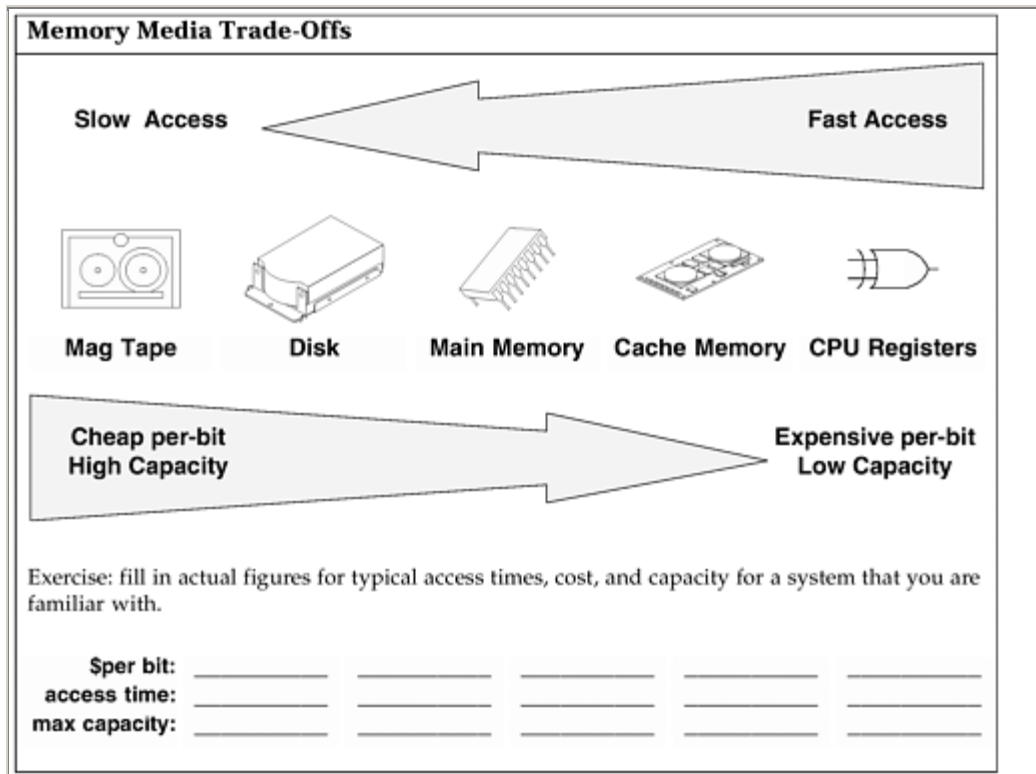 Memory Media Trade-Offs
Slow Access
Fast Access
Mag Tape
Disk
Main Memory
Cache Memory
CPU Registers
Cheap per-bit
High Capacity
Expensive per-bit
Low Capacity
Exercise: fill in actual figures for typical access times, cost, and capacity for a system that you are
familiar with.
$per bit:
access time:
max capacity: